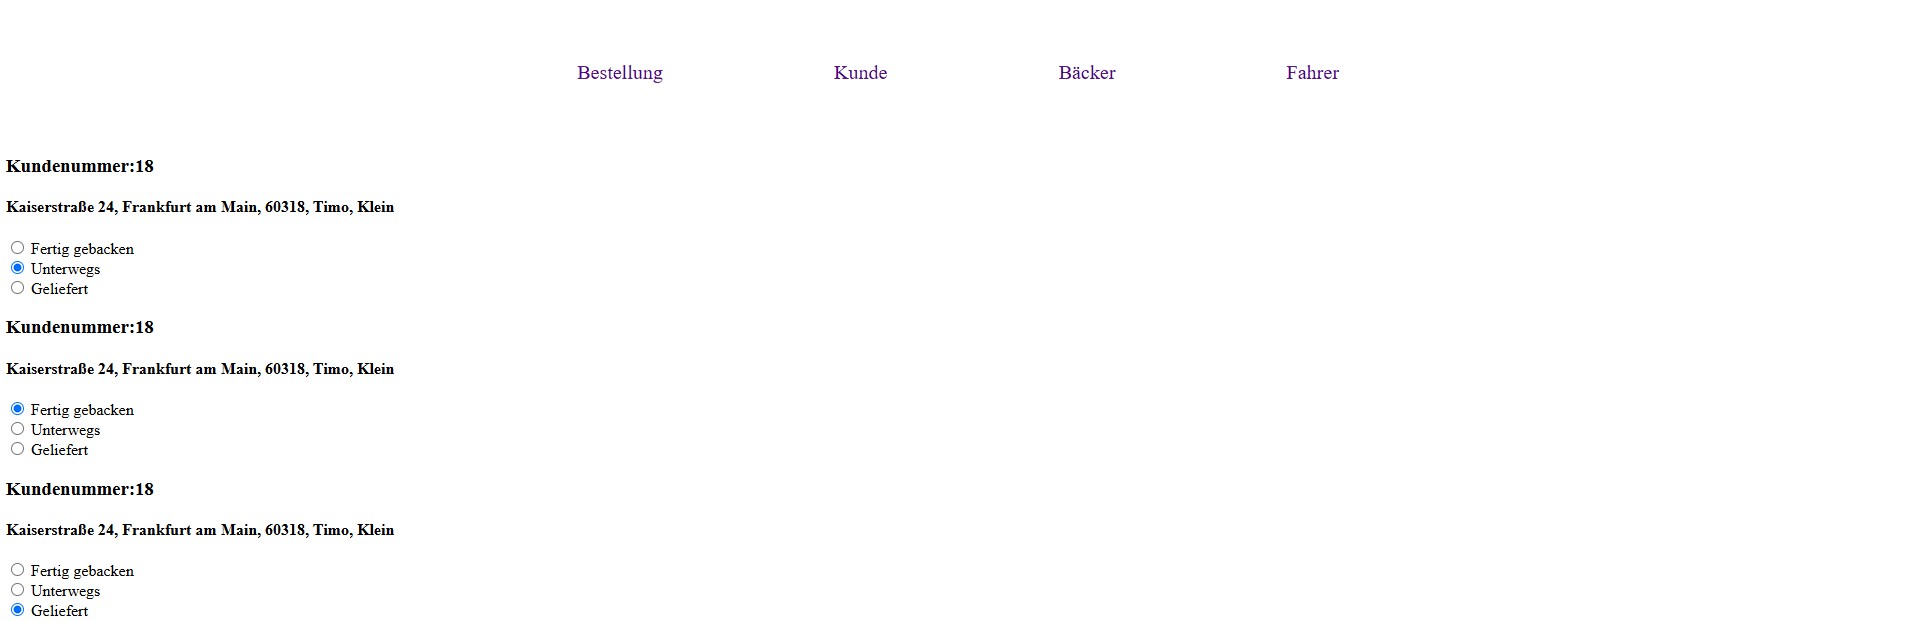 Bestellung Kunde Bäcker Fahrer
Kundenummer:18
Kaiserstraße 24, Frankfurt am Main, 60318, Timo, Klein
Fertig gebacken
Unterwegs
Geliefert
Kundenummer:18
Kaiserstraße 24, Frankfurt am Main, 60318, Timo, Klein
Fertig gebacken
Unterwegs
Geliefert
Kundenummer:18
Kaiserstraße 24, Frankfurt am Main, 60318, Timo, Klein
Fertig gebacken
Unterwegs
Geliefert